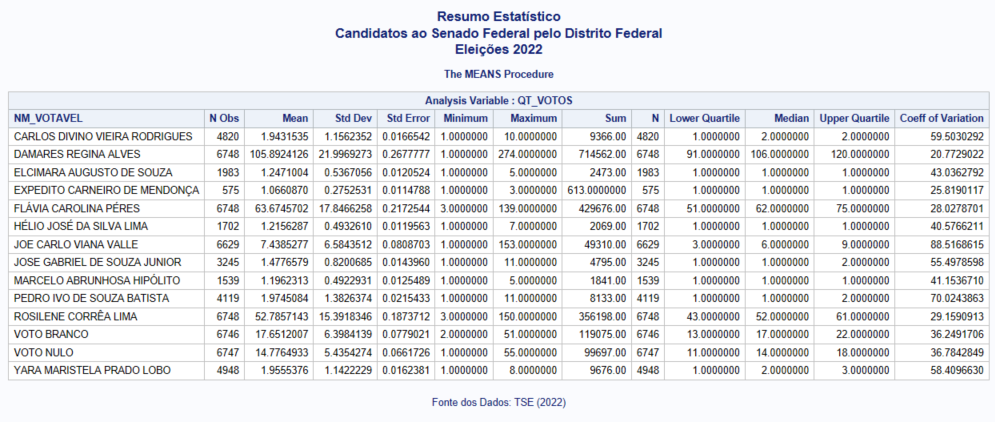 Resumo Estatístico
Candidatos ao Senado Federal pelo Distrito Federal
Eleições 2022
The MEANS Procedure
Analysis Variable : QT_VOTOS
NM_VOTAVEL N Obs Mean Std Dev Std Error Minimum Maximum Sum N Lower Quartile Median Upper Quartile Coeff of Variation
CARLOS DIVINO VIEIRA RODRIGUES 4820 1.9431535 1.1562352 0.0166542 1.0000000 10.0000000 9366.00 4820 1.0000000 2.0000000 2.0000000 59.5030292
DAMARES REGINA ALVES 6748 105.8924126 21.9969273 0.2677777 1.0000000 274.0000000 714562.00 6748 91.0000000 106.0000000 120.0000000 20.7729022
ELCIMARA AUGUSTO DE SOUZA 1983 1.2471004 0.5367056 0.0120524 1.0000000 5.0000000 2473.00 1983 1.0000000 1.0000000 1.0000000 43.0362792
EXPEDITO CARNEIRO DE MENDONÇA 575 1.0660870 0.2752531 0.0114788 1.0000000 3.0000000 613.0000000 575 1.0000000 1.0000000 1.0000000 25.8190117
FLÁVIA CAROLINA PÉRES 6748 63.6745702 17.8466258 0.2172544 3.0000000 139.0000000 429676.00 6748 51.0000000 62.0000000 75.0000000 28.0278701
HÉLIO JOSÉ DA SILVA LIMA 1702 1.2156287 0.4932610 0.0119563 1.0000000 7.0000000 2069.00 1702 1.0000000 1.0000000 1.0000000 40.5766211
JOE CARLO VIANA VALLE 6629 7.4385277 6.5843512 0.0808703 1.0000000 153.0000000 49310.00 6629 3.0000000 6.0000000 9.0000000 88.5168615
JOSE GABRIEL DE SOUZA JUNIOR 3245 1.4776579 0.8200685 0.0143960 1.0000000 11.0000000 4795.00 3245 1.0000000 1.0000000 2.0000000 55.4978598
MARCELO ABRUNHOSA HIPÓLITO 1539 1.1962313 0.4922931 0.0125489 1.0000000 5.0000000 1841.00 1539 1.0000000 1.0000000 1.0000000 41.1536710
PEDRO IVO DE SOUZA BATISTA 4119 1.9745084 1.3826374 0.0215433 1.0000000 11.0000000 8133.00 4119 1.0000000 1.0000000 2.0000000 70.0243863
ROSILENE CORRÊA LIMA 6748 52.7857143 15.3918346 0.1873712 3.0000000 150.0000000 356198.00 6748 43.0000000 52.0000000 61.0000000 29.1590913
VOTO BRANCO 6746 17.6512007 6.3984139 0.0779021 2.0000000 51.0000000 119075.00 6746 13.0000000 17.0000000 22.0000000 36.2491706
VOTO NULO 6747 14.7764933 5.4354274 0.0661726 1.0000000 55.0000000 99697.00 6747 11.0000000 14.0000000 18.0000000 36.7842849
YARA MARISTELA PRADO LOBO 4948 1.9555376 1.1422229 0.0162381 1.0000000 8.0000000 9676.00 4948 1.0000000 2.0000000 3.0000000 58.4096630
Fonte dos Dados: TSE (2022)